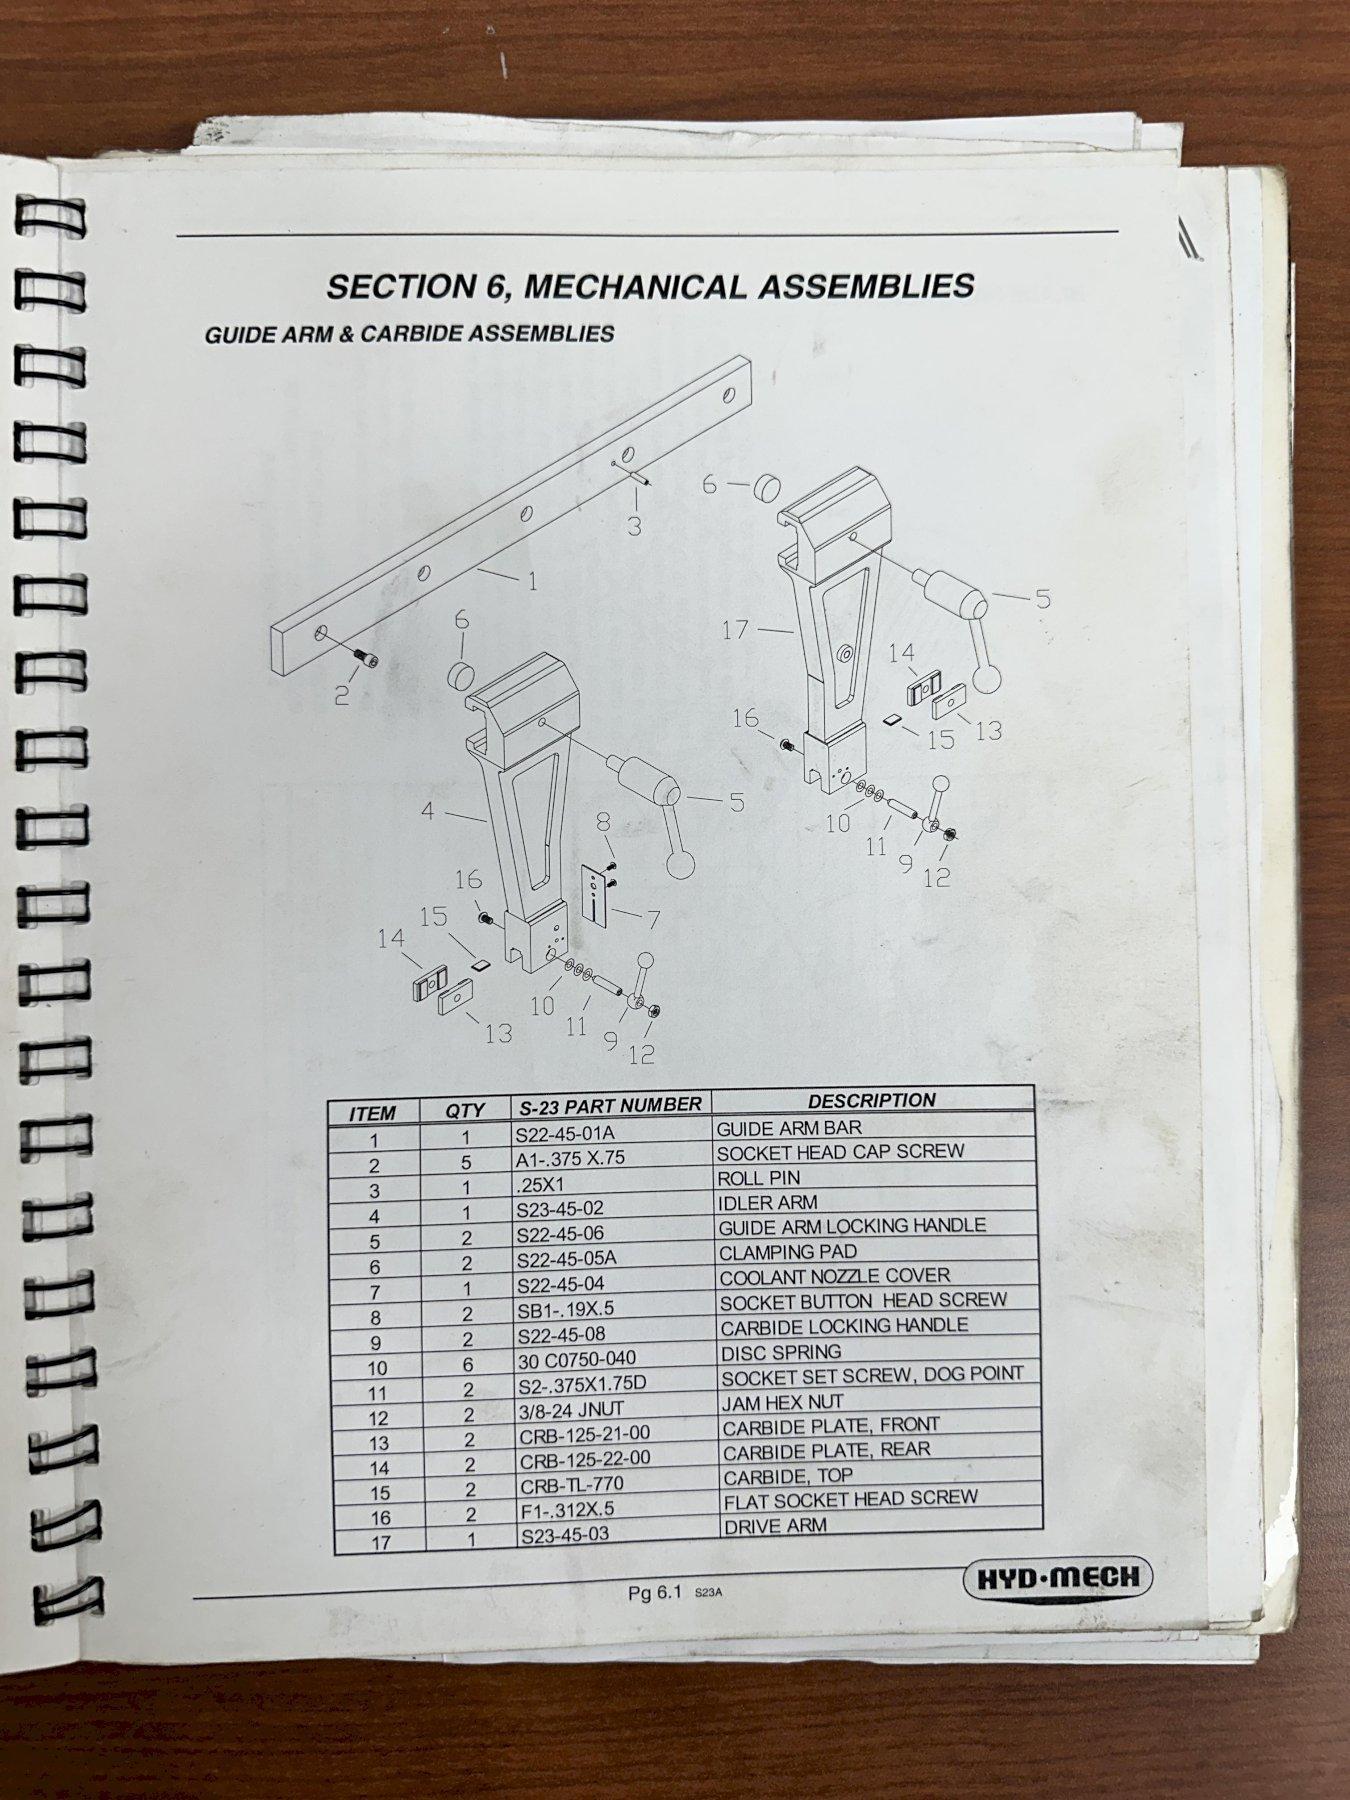 SECTION 6, MECHANICAL ASSEMBLIES
GUIDE ARM & CARBIDE ASSEMBLIES
6
3
1
5
6
17
14
2
16
15
13
4
5
10
8
11
9
12
16
15
7
14
10
13
11
9
12
ITEM QTY S-23 PART NUMBER DESCRIPTION
1 1 S22-45-01A GUIDE ARM BAR
2 5 A1-.375 X.75 SOCKET HEAD CAP SCREW
3 1 .25X1 ROLL PIN
4 1 S23-45-02 IDLER ARM
5 2 S22-45-06 GUIDE ARM LOCKING HANDLE
6 2 S22-45-05A CLAMPING PAD
7 1 S22-45-04 COOLANT NOZZLE COVER
8 2 SB1-.19X.5 SOCKET BUTTON HEAD SCREW
9 2 S22-45-08 CARBIDE LOCKING HANDLE
10 6 30 C0750-040 DISC SPRING
11 2 S2-.375X1.75D SOCKET SET SCREW, DOG POINT
12 2 3/8-24 JNUT JAM HEX NUT
13 2 CRB-125-21-00 CARBIDE PLATE, FRONT
14 2 CRB-125-22-00 CARBIDE PLATE, REAR
15 2 CRB-TL-770 CARBIDE, TOP
16 2 F1-.312X.5 FLAT SOCKET HEAD SCREW
17 1 S23-45-03 DRIVE ARM
Pg 6.1 S23A
HYD·MECH